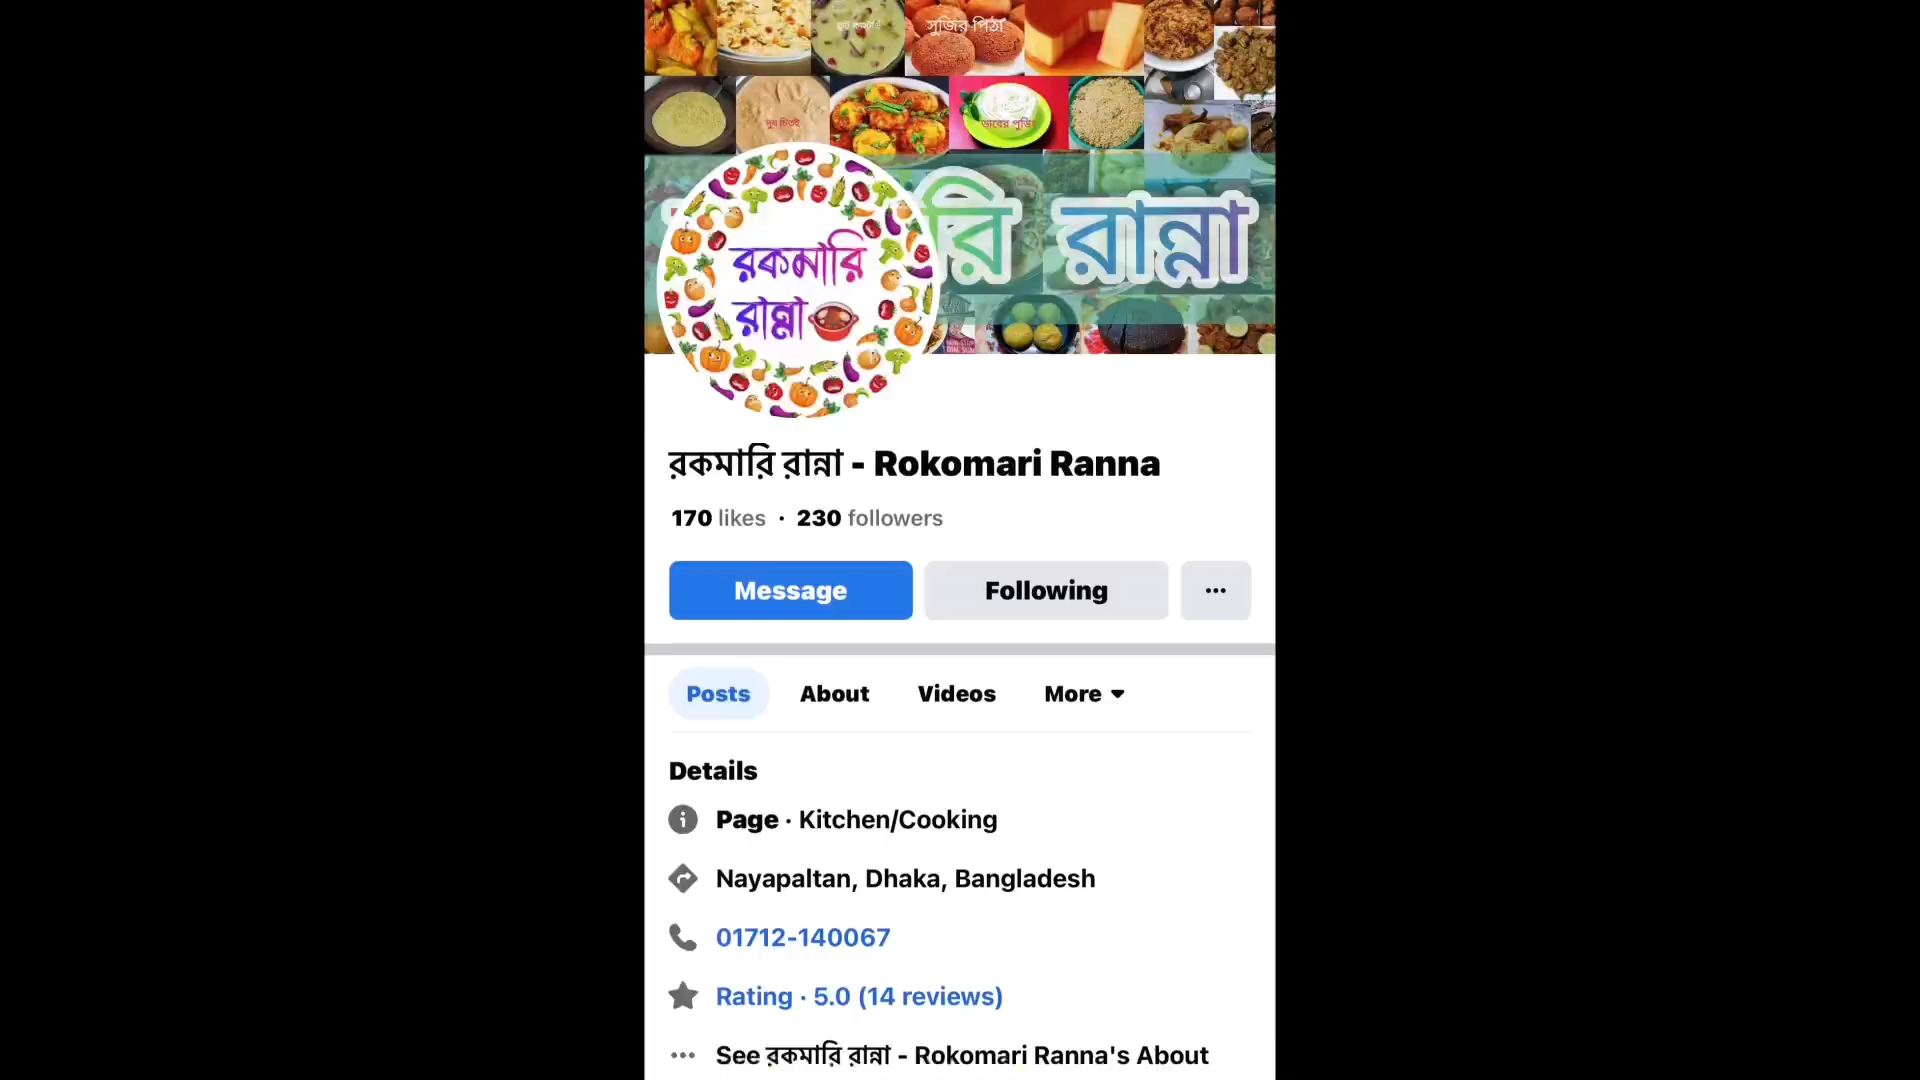 সুজির পিঠা
দুধ চিতই
ডাবের পুডিং
রি রান্না
রকমারি
রান্না
রকমারি রান্না - Rokomari Ranna
170 likes · 230 followers
Message
Following
Posts
About
Videos
More
Details
Page · Kitchen/Cooking
Nayapaltan, Dhaka, Bangladesh
01712-140067
Rating · 5.0 (14 reviews)
See রকমারি রান্না - Rokomari Ranna's About